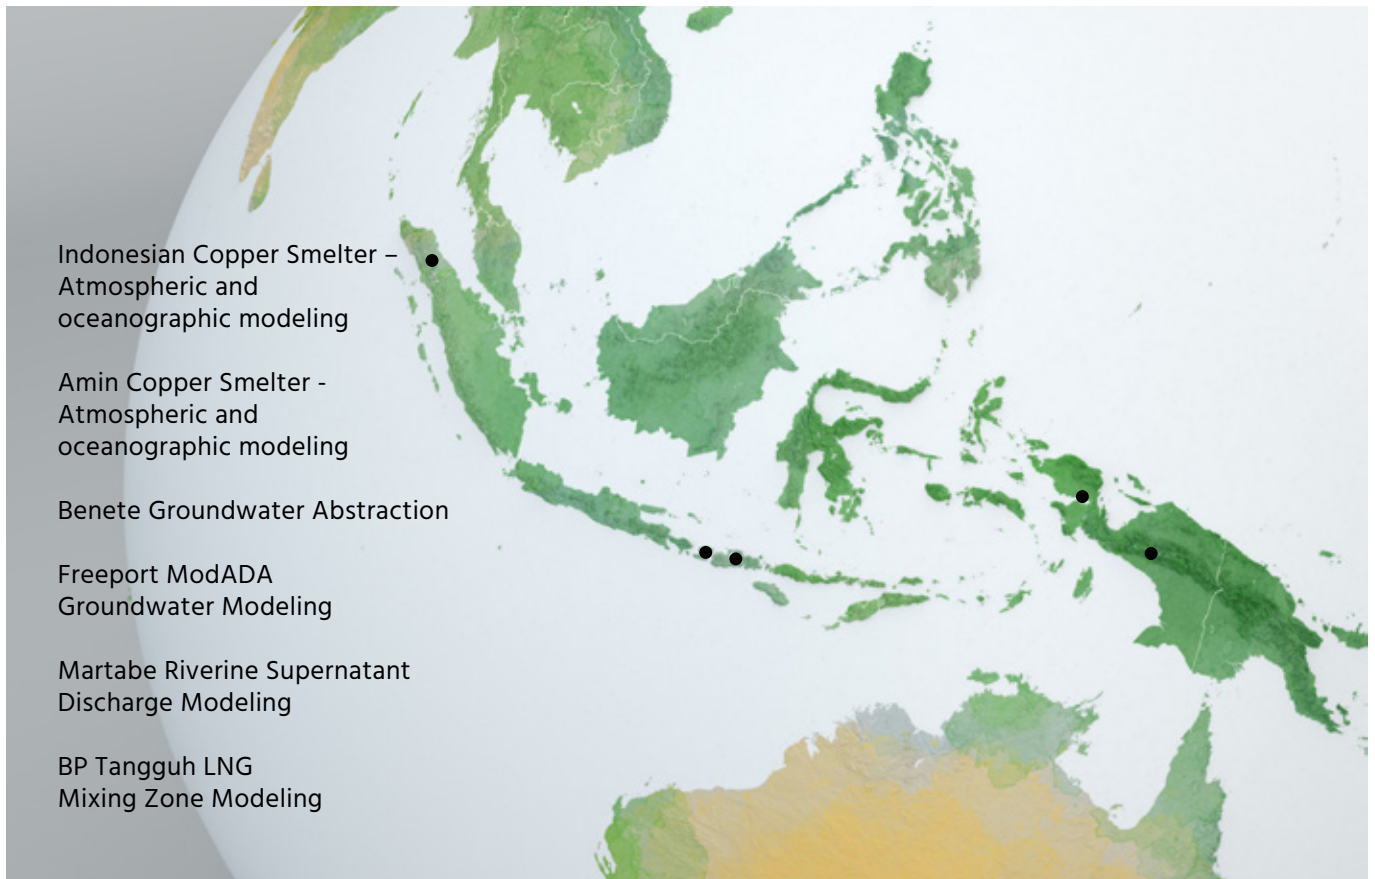 Indonesian Copper Smelter –
Atmospheric and
oceanographic modeling
Amin Copper Smelter -
Atmospheric and
oceanographic modeling
Benete Groundwater Abstraction
Freeport ModADA
Groundwater Modeling
Martabe Riverine Supernatant
Discharge Modeling
BP Tangguh LNG
Mixing Zone Modeling